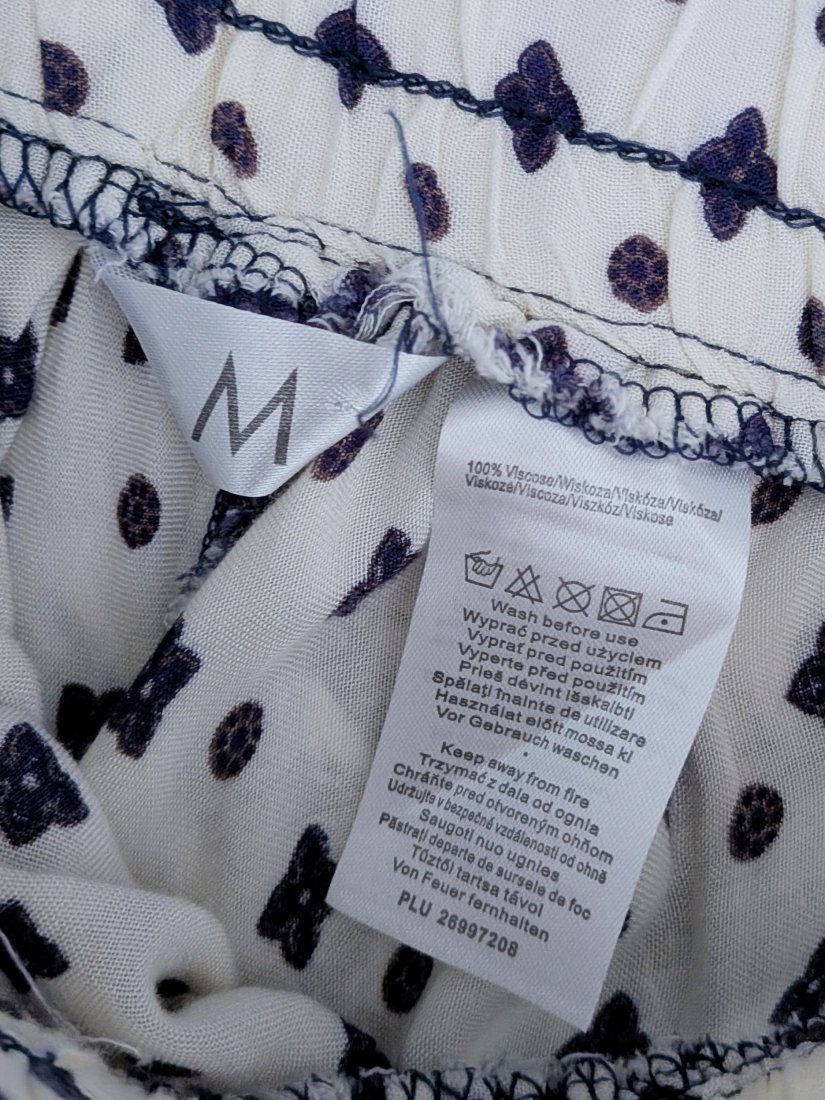 M
100% Viscose/Wiskoza/Viskóza/Viskóza/
Viskozė/Viscoza/Viszkóz/Viskose
Wash before use
Wyprać przed użyciem
Vyprať pred použitím
Vyperte před použitím
Prieš dėvint išskalbti
Spălați înainte de utilizare
Használat előtt mossa ki
Vor Gebrauch waschen
Keep away from fire
Trzymać z dala od ognia
Chráňte pred otvoreným ohňom
Udržujte v bezpečné vzdálenosti od ohně
Saugoti nuo ugnies
Păstrați departe de sursele de foc
Tűztől tartsa távol
Von Feuer fernhalten
PLU 26997208